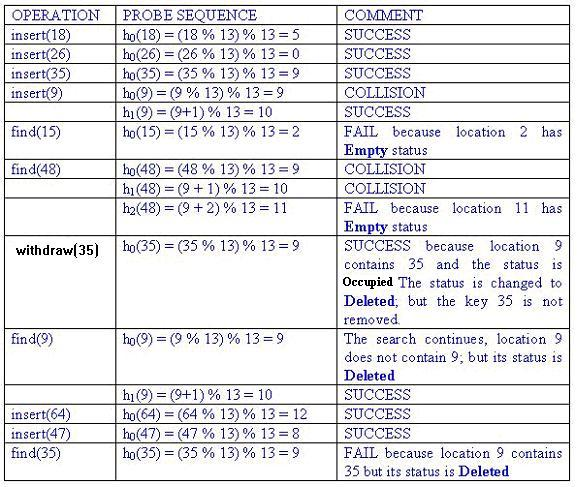 OPERATION PROBE SEQUENCE COMMENT
insert(18) h0(18) = (18 % 13) % 13 = 5 SUCCESS
insert(26) h0(26) = (26 % 13) % 13 = 0 SUCCESS
insert(35) h0(35) = (35 % 13) % 13 = 9 SUCCESS
insert(9) h0(9) = (9 % 13) % 13 = 9 COLLISION
h1(9) = (9+1) % 13 = 10 SUCCESS
find(15) h0(15) = (15 % 13) % 13 = 2 FAIL because location 2 has
Empty status
find(48) h0(48) = (48 % 13) % 13 = 9 COLLISION
h1(48) = (9 + 1) % 13 = 10 COLLISION
h2(48) = (9 + 2) % 13 = 11 FAIL because location 11 has
Empty status
withdraw(35) h0(35) = (35 % 13) % 13 = 9 SUCCESS because location 9
contains 35 and the status is
Occupied The status is changed to
Deleted; but the key 35 is not
removed.
find(9) h0(9) = (9 % 13) % 13 = 9 The search continues, location 9
does not contain 9; but its status is
Deleted
h1(9) = (9+1) % 13 = 10 SUCCESS
insert(64) h0(64) = (64 % 13) % 13 = 12 SUCCESS
insert(47) h0(47) = (47 % 13) % 13 = 8 SUCCESS
find(35) h0(35) = (35 % 13) % 13 = 9 FAIL because location 9 contains
35 but its status is Deleted